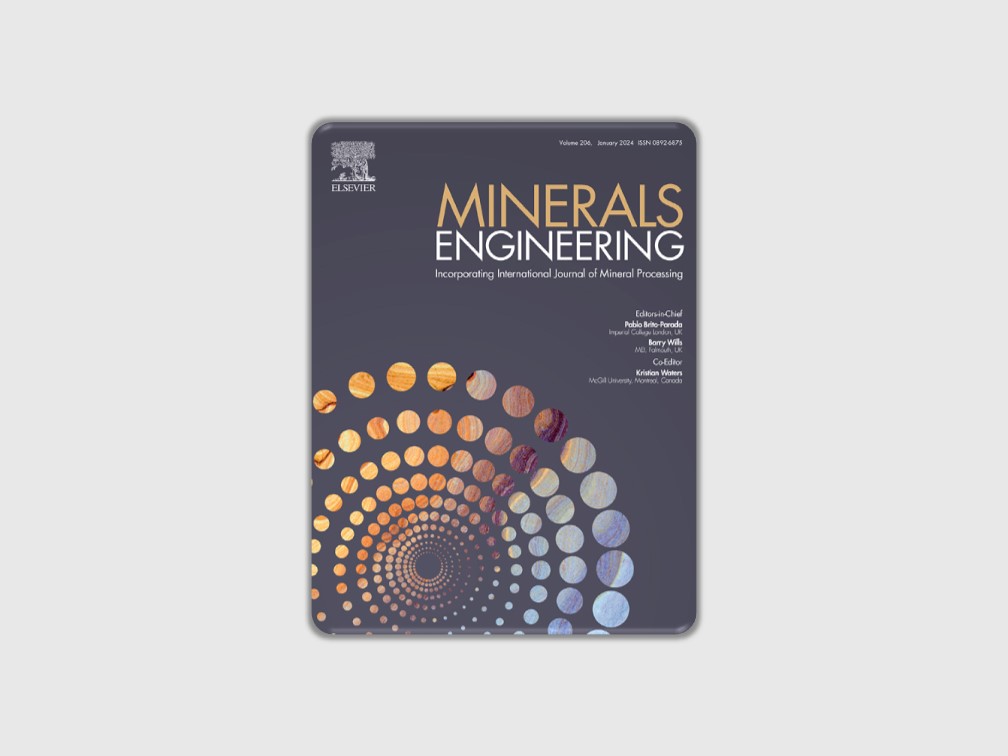 Volume 206, January 2024 ISSN 0892-6875
ELSEVIER
MINERALS
ENGINEERING
Incorporating International Journal of Mineral Processing
Editors-in-Chief
Pablo Brito-Parada
Imperial College London, UK
Barry Wills
MEI, Falmouth, UK
Co-Editor
Kristian Waters
McGill University, Montreal, Canada